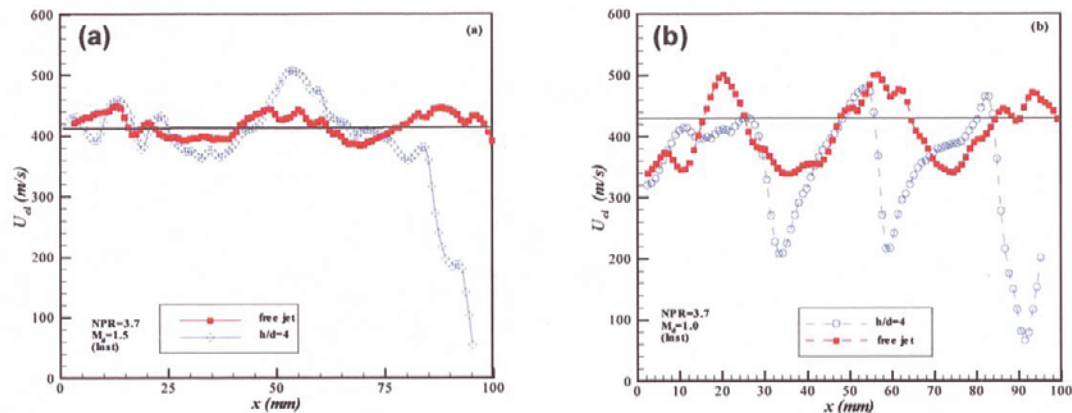 (a)
(a)
600
500
400
300
200
100
0
U_cl (m/s)
NPR=3.7
M_d=1.5
(Inst)
free jet
h/d=4
0
25
50
75
100
x (mm)
(b)
(b)
600
500
400
300
200
100
0
U_cl (m/s)
NPR=3.7
M_d=1.0
(Inst)
h/d=4
free jet
0
10
20
30
40
50
60
70
80
90
100
x (mm)